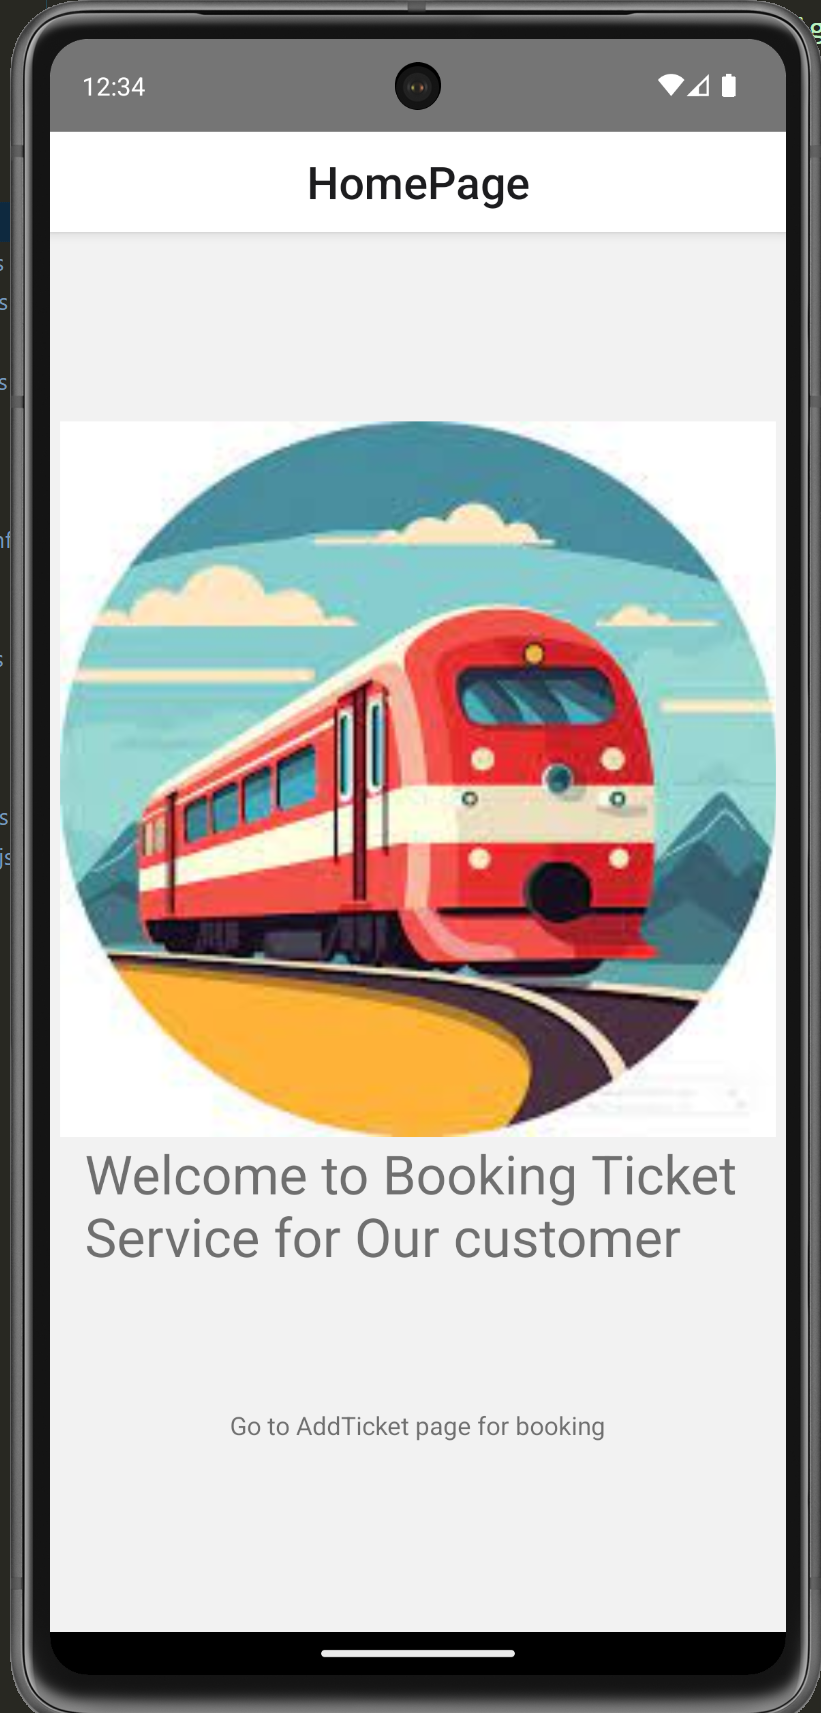 12:34
HomePage
Welcome to Booking Ticket
Service for Our customer
Go to AddTicket page for booking